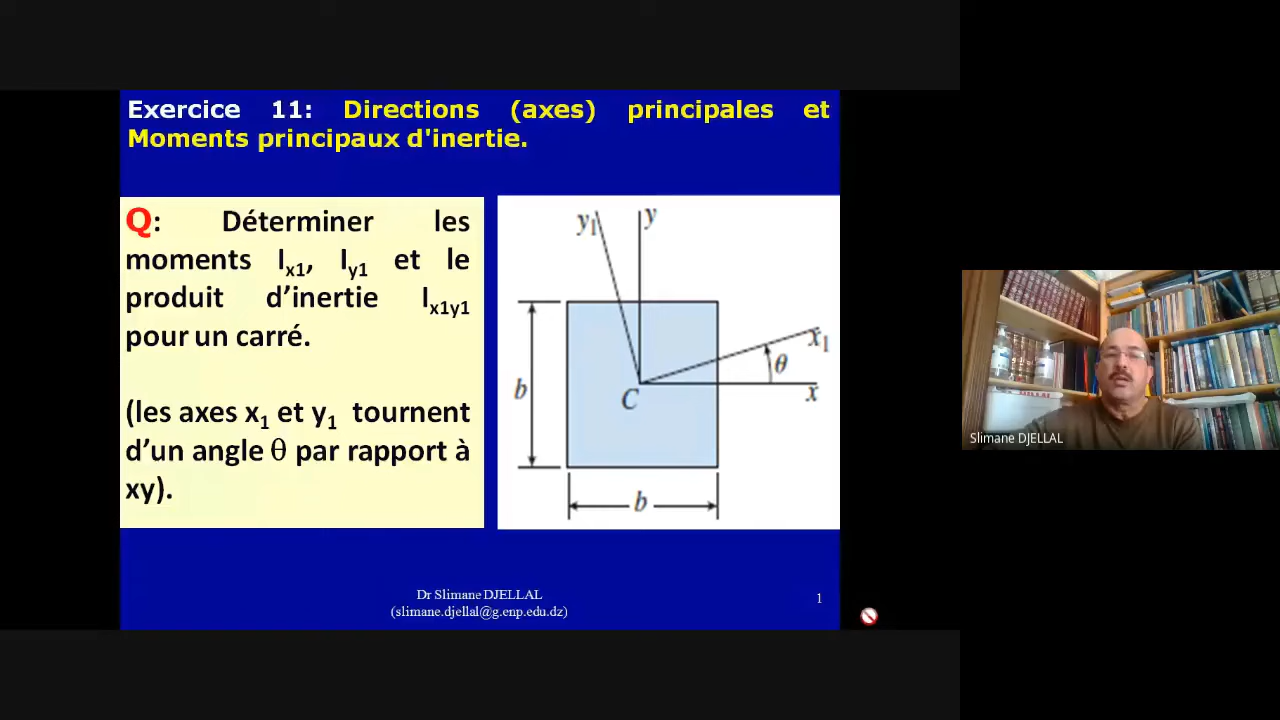 Exercice 11: Directions (axes) principales et
Moments principaux d'inertie.
Q: Déterminer les
moments Ix1, Iy1 et le
produit d'inertie Ix1y1
pour un carré.
(les axes x1 et y1 tournent
d'un angle θ par rapport à
xy).
y1 y
x1
θ
b
C
x
b
Slimane DJELLAL
Dr Slimane DJELLAL
(slimane.djellal@g.enp.edu.dz)
1